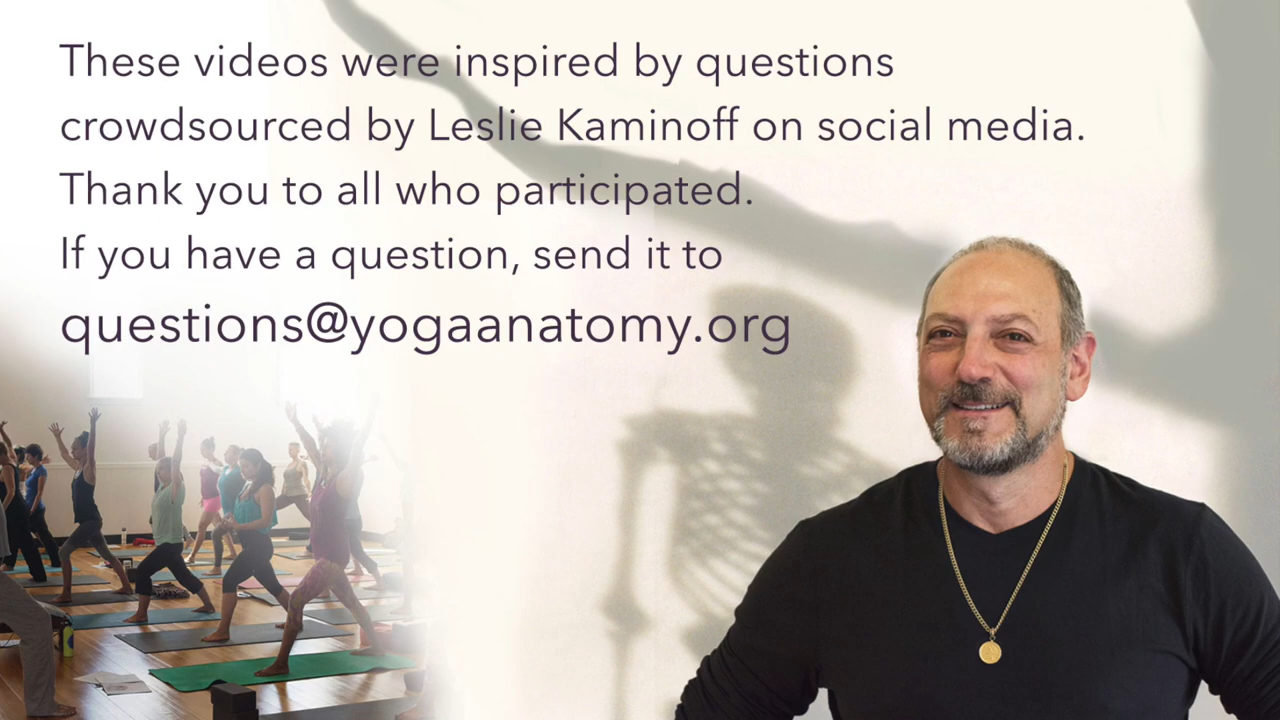 These videos were inspired by questions
crowdsourced by Leslie Kaminoff on social media.
Thank you to all who participated.
If you have a question, send it to
questions@yogaanatomy.org